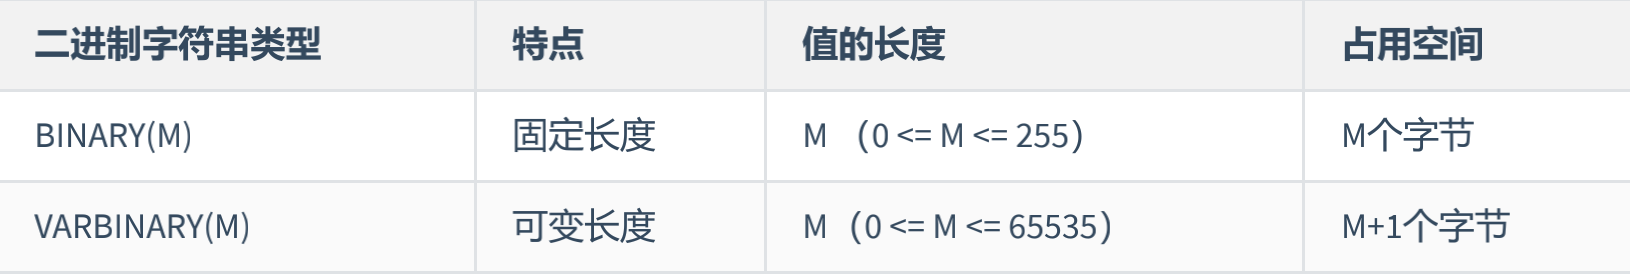 二进制字符串类型 特点 值的长度 占用空间
BINARY(M) 固定长度 M （0 <= M <= 255） M个字节
VARBINARY(M) 可变长度 M（0 <= M <= 65535） M+1个字节